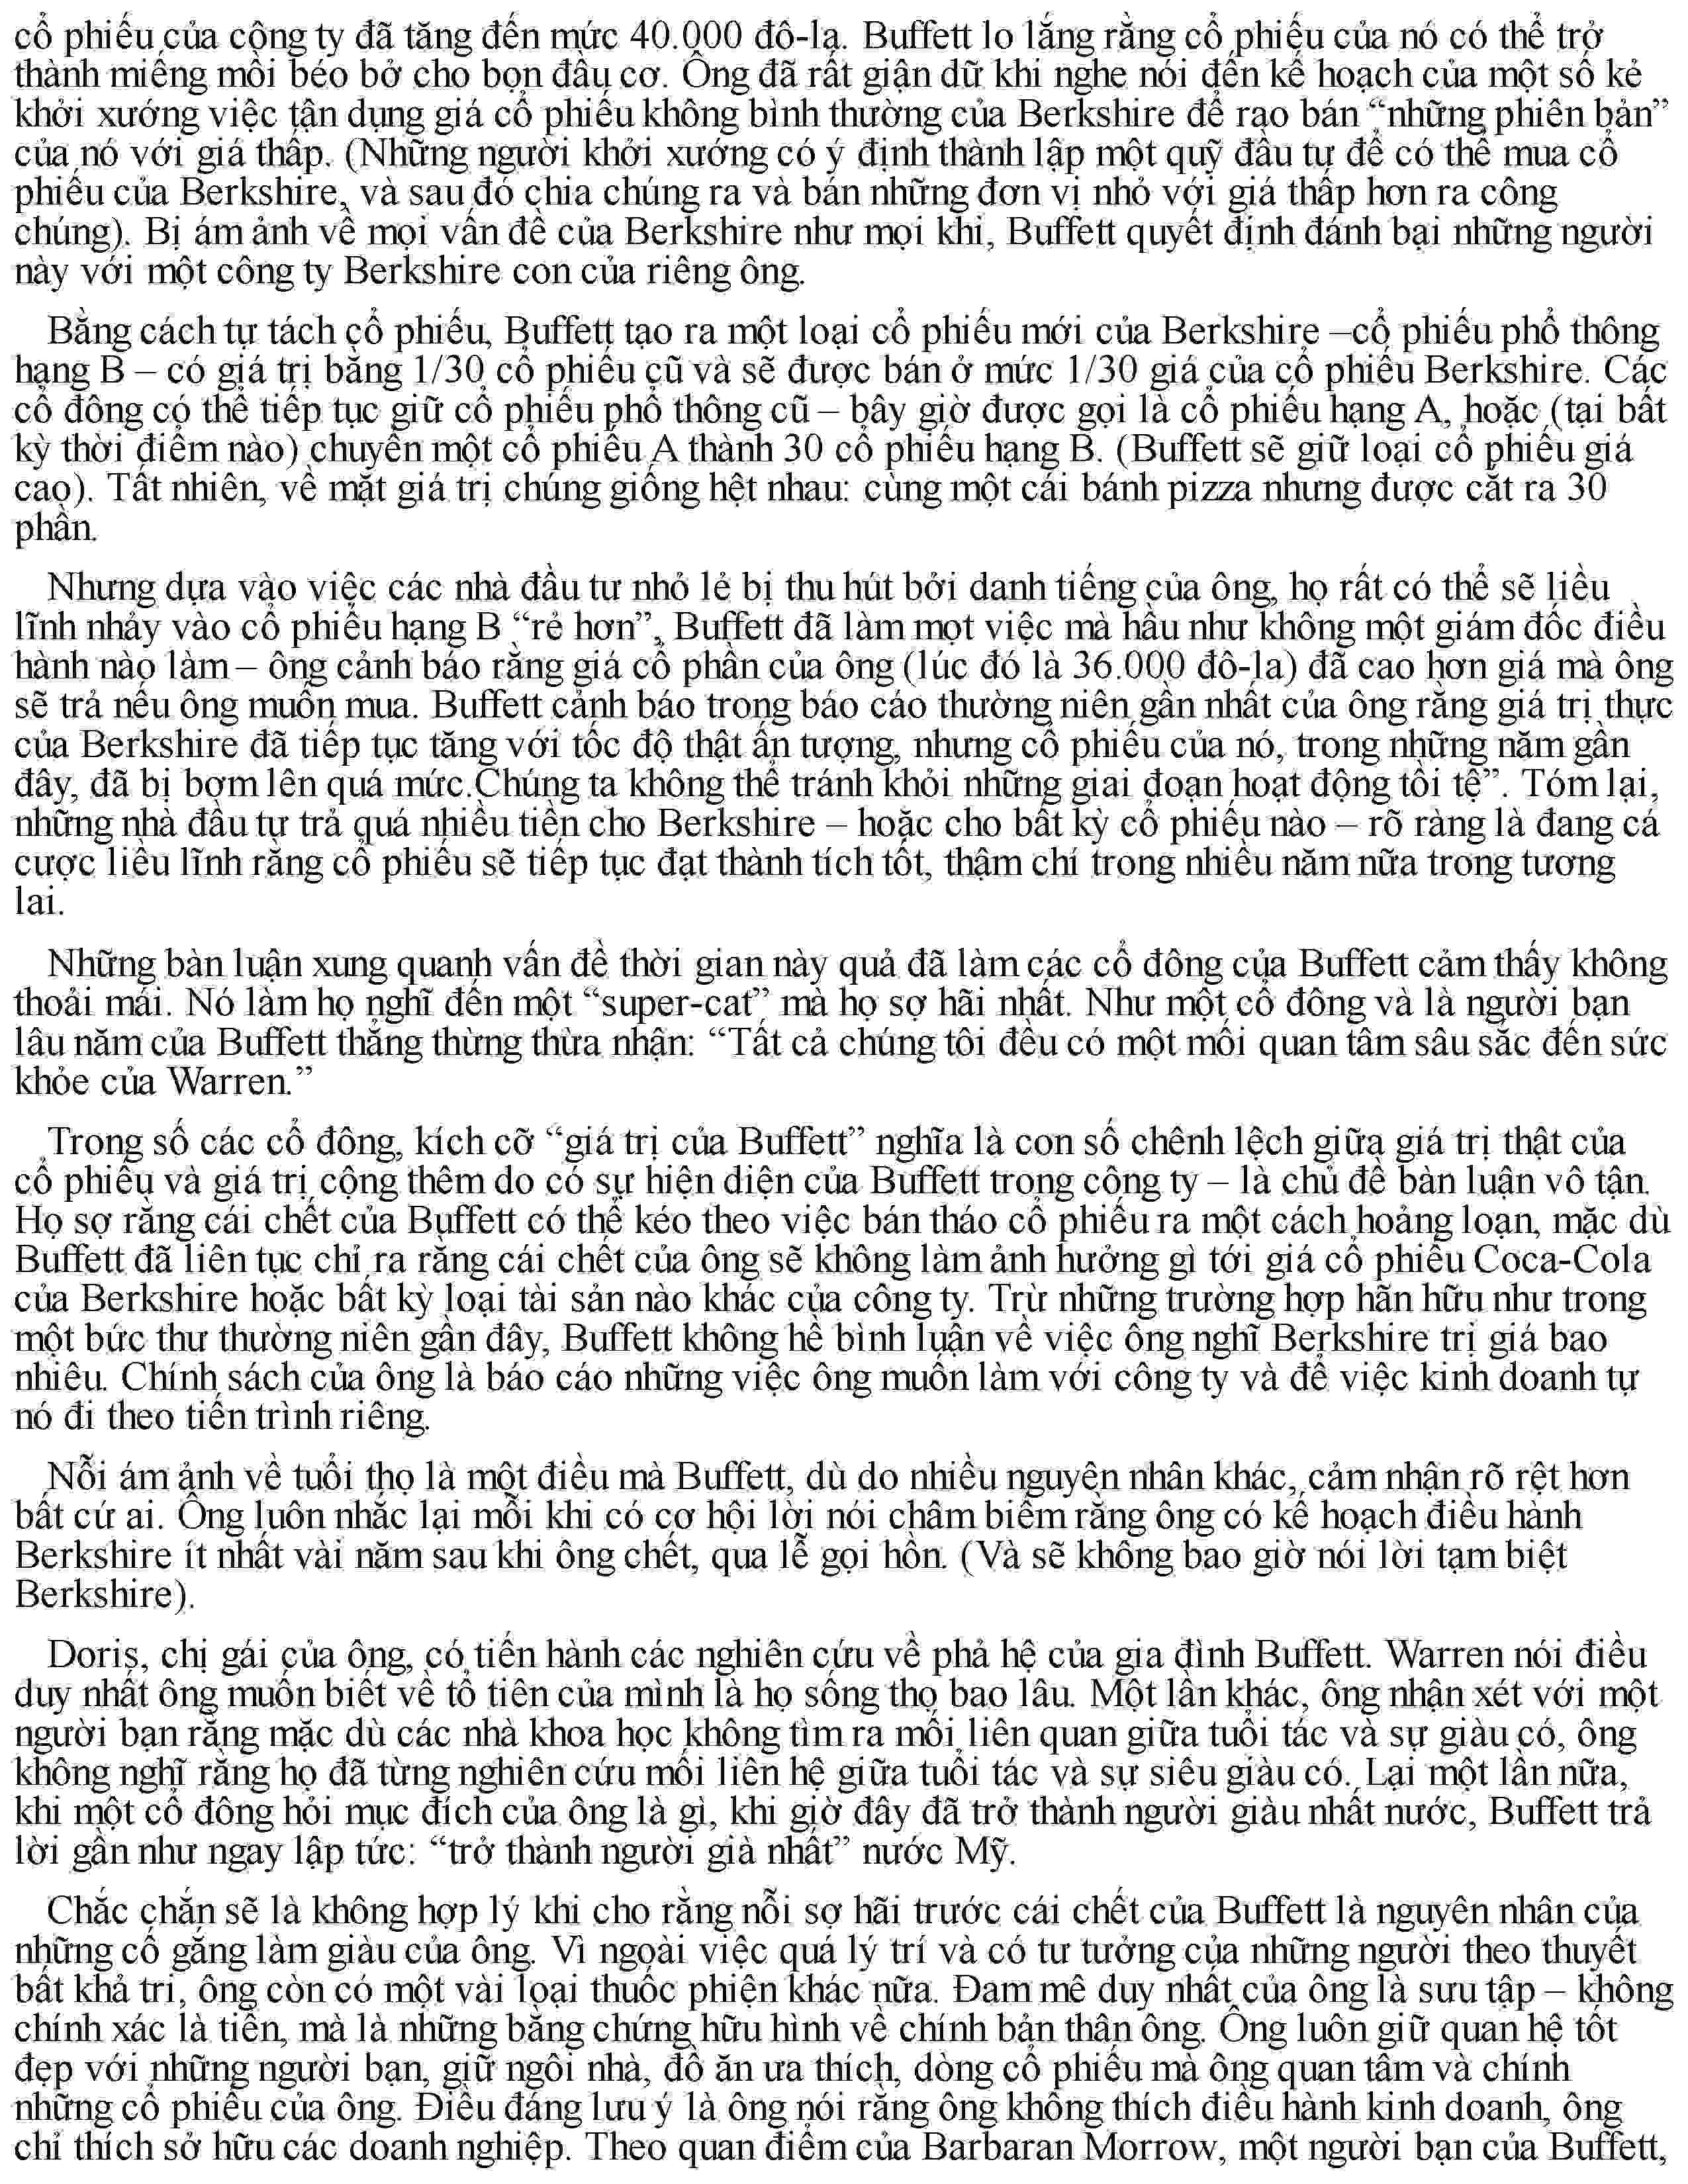 cổ phiếu của công ty đã tăng đến mức 40.000 đô-la. Buffett lo lắng rằng cổ phiếu của nó có thể trở
thành miếng mồi béo bở cho bọn đầu cơ. Ông đã rất giận dữ khi nghe nói đến kế hoạch của một số kẻ
khởi xướng việc tận dụng giá cổ phiếu không bình thường của Berkshire để rao bán “những phiên bản”
của nó với giá thấp. (Những người khởi xướng có ý định thành lập một quỹ đầu tư để có thể mua cổ
phiếu của Berkshire, và sau đó chia chúng ra và bán những đơn vị nhỏ với giá thấp hơn ra công
chúng). Bị ám ảnh về mọi vấn đề của Berkshire như mọi khi, Buffett quyết định đánh bại những người
này với một công ty Berkshire con của riêng ông.
Bằng cách tự tách cổ phiếu, Buffett tạo ra một loại cổ phiếu mới của Berkshire –cổ phiếu phổ thông
hạng B – có giá trị bằng 1/30 cổ phiếu cũ và sẽ được bán ở mức 1/30 giá của cổ phiếu Berkshire. Các
cổ đông có thể tiếp tục giữ cổ phiếu phổ thông cũ – bây giờ được gọi là cổ phiếu hạng A, hoặc (tại bất
kỳ thời điểm nào) chuyển một cổ phiếu A thành 30 cổ phiếu hạng B. (Buffett sẽ giữ loại cổ phiếu giá
cao). Tất nhiên, về mặt giá trị chúng giống hệt nhau: cùng một cái bánh pizza nhưng được cắt ra 30
phần.
Nhưng dựa vào việc các nhà đầu tư nhỏ lẻ bị thu hút bởi danh tiếng của ông, họ rất có thể sẽ liều
lĩnh nhảy vào cổ phiếu hạng B “rẻ hơn”, Buffett đã làm mọt việc mà hầu như không một giám đốc điều
hành nào làm – ông cảnh báo rằng giá cổ phần của ông (lúc đó là 36.000 đô-la) đã cao hơn giá mà ông
sẽ trả nếu ông muốn mua. Buffett cảnh báo trong báo cáo thường niên gần nhất của ông rằng giá trị thực
của Berkshire đã tiếp tục tăng với tốc độ thật ấn tượng, nhưng cổ phiếu của nó, trong những năm gần
đây, đã bị bơm lên quá mức.Chúng ta không thể tránh khỏi những giai đoạn hoạt động tồi tệ”. Tóm lại,
những nhà đầu tư trả quá nhiều tiền cho Berkshire – hoặc cho bất kỳ cổ phiếu nào – rõ ràng là đang cá
cược liều lĩnh rằng cổ phiếu sẽ tiếp tục đạt thành tích tốt, thậm chí trong nhiều năm nữa trong tương
lai.
Những bàn luận xung quanh vấn đề thời gian này quả đã làm các cổ đông của Buffett cảm thấy không
thoải mái. Nó làm họ nghĩ đến một “super-cat” mà họ sợ hãi nhất. Như một cổ đông và là người bạn
lâu năm của Buffett thẳng thừng thừa nhận: “Tất cả chúng tôi đều có một mối quan tâm sâu sắc đến sức
khỏe của Warren.”
Trong số các cổ đông, kích cỡ “giá trị của Buffett” nghĩa là con số chênh lệch giữa giá trị thật của
cổ phiếu và giá trị cộng thêm do có sự hiện diện của Buffett trong công ty – là chủ đề bàn luận vô tận.
Họ sợ rằng cái chết của Buffett có thể kéo theo việc bán tháo cổ phiếu ra một cách hoảng loạn, mặc dù
Buffett đã liên tục chỉ ra rằng cái chết của ông sẽ không làm ảnh hưởng gì tới giá cổ phiếu Coca-Cola
của Berkshire hoặc bất kỳ loại tài sản nào khác của công ty. Trừ những trường hợp hãn hữu như trong
một bức thư thường niên gần đây, Buffett không hề bình luận về việc ông nghĩ Berkshire trị giá bao
nhiêu. Chính sách của ông là báo cáo những việc ông muốn làm với công ty và để việc kinh doanh tự
nó đi theo tiến trình riêng.
Nỗi ám ảnh về tuổi thọ là một điều mà Buffett, dù do nhiều nguyên nhân khác, cảm nhận rõ rệt hơn
bất cứ ai. Ông luôn nhắc lại mỗi khi có cơ hội lời nói châm biếm rằng ông có kế hoạch điều hành
Berkshire ít nhất vài năm sau khi ông chết, qua lễ gọi hồn. (Và sẽ không bao giờ nói lời tạm biệt
Berkshire).
Doris, chị gái của ông, có tiến hành các nghiên cứu về phả hệ của gia đình Buffett. Warren nói điều
duy nhất ông muốn biết về tổ tiên của mình là họ sống thọ bao lâu. Một lần khác, ông nhận xét với một
người bạn rằng mặc dù các nhà khoa học không tìm ra mối liên quan giữa tuổi tác và sự giàu có, ông
không nghĩ rằng họ đã từng nghiên cứu mối liên hệ giữa tuổi tác và sự siêu giàu có. Lại một lần nữa,
khi một cổ đông hỏi mục đích của ông là gì, khi giờ đây đã trở thành người giàu nhất nước, Buffett trả
lời gần như ngay lập tức: “trở thành người già nhất” nước Mỹ.
Chắc chắn sẽ là không hợp lý khi cho rằng nỗi sợ hãi trước cái chết của Buffett là nguyên nhân của
những cố gắng làm giàu của ông. Vì ngoài việc quá lý trí và có tư tưởng của những người theo thuyết
bất khả tri, ông còn có một vài loại thuốc phiện khác nữa. Đam mê duy nhất của ông là sưu tập – không
chính xác là tiền, mà là những bằng chứng hữu hình về chính bản thân ông. Ông luôn giữ quan hệ tốt
đẹp với những người bạn, giữ ngôi nhà, đồ ăn ưa thích, dòng cổ phiếu mà ông quan tâm và chính
những cổ phiếu của ông. Điều đáng lưu ý là ông nói rằng ông không thích điều hành kinh doanh, ông
chỉ thích sở hữu các doanh nghiệp. Theo quan điểm của Barbaran Morrow, một người bạn của Buffett,